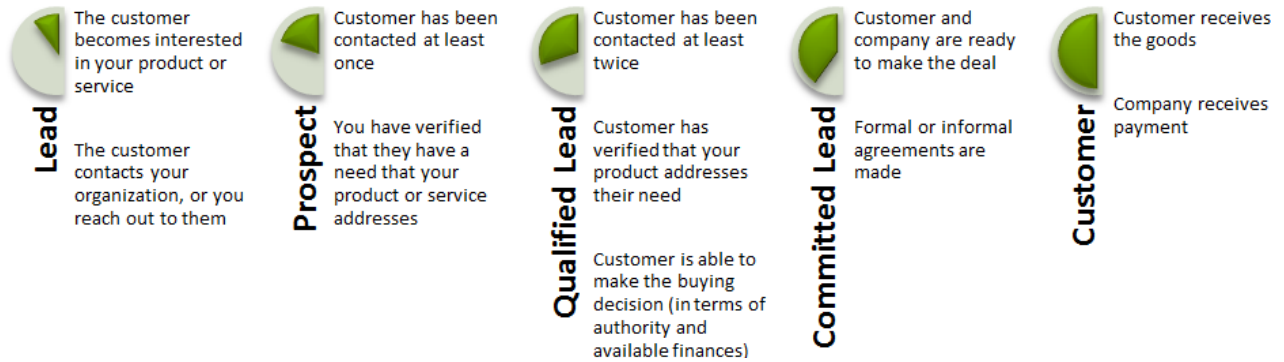 Lead
The customer
becomes interested
in your product or
service
The customer
contacts your
organization, or you
reach out to them
Prospect
Customer has been
contacted at least
once
You have verified
that they have a
need that your
product or service
addresses
Qualified Lead
Customer has been
contacted at least
twice
Customer has
verified that your
product addresses
their need
Customer is able to
make the buying
decision (in terms of
authority and
available finances)
Committed Lead
Customer and
company are ready
to make the deal
Formal or informal
agreements are
made
Customer
Customer receives
the goods
Company receives
payment